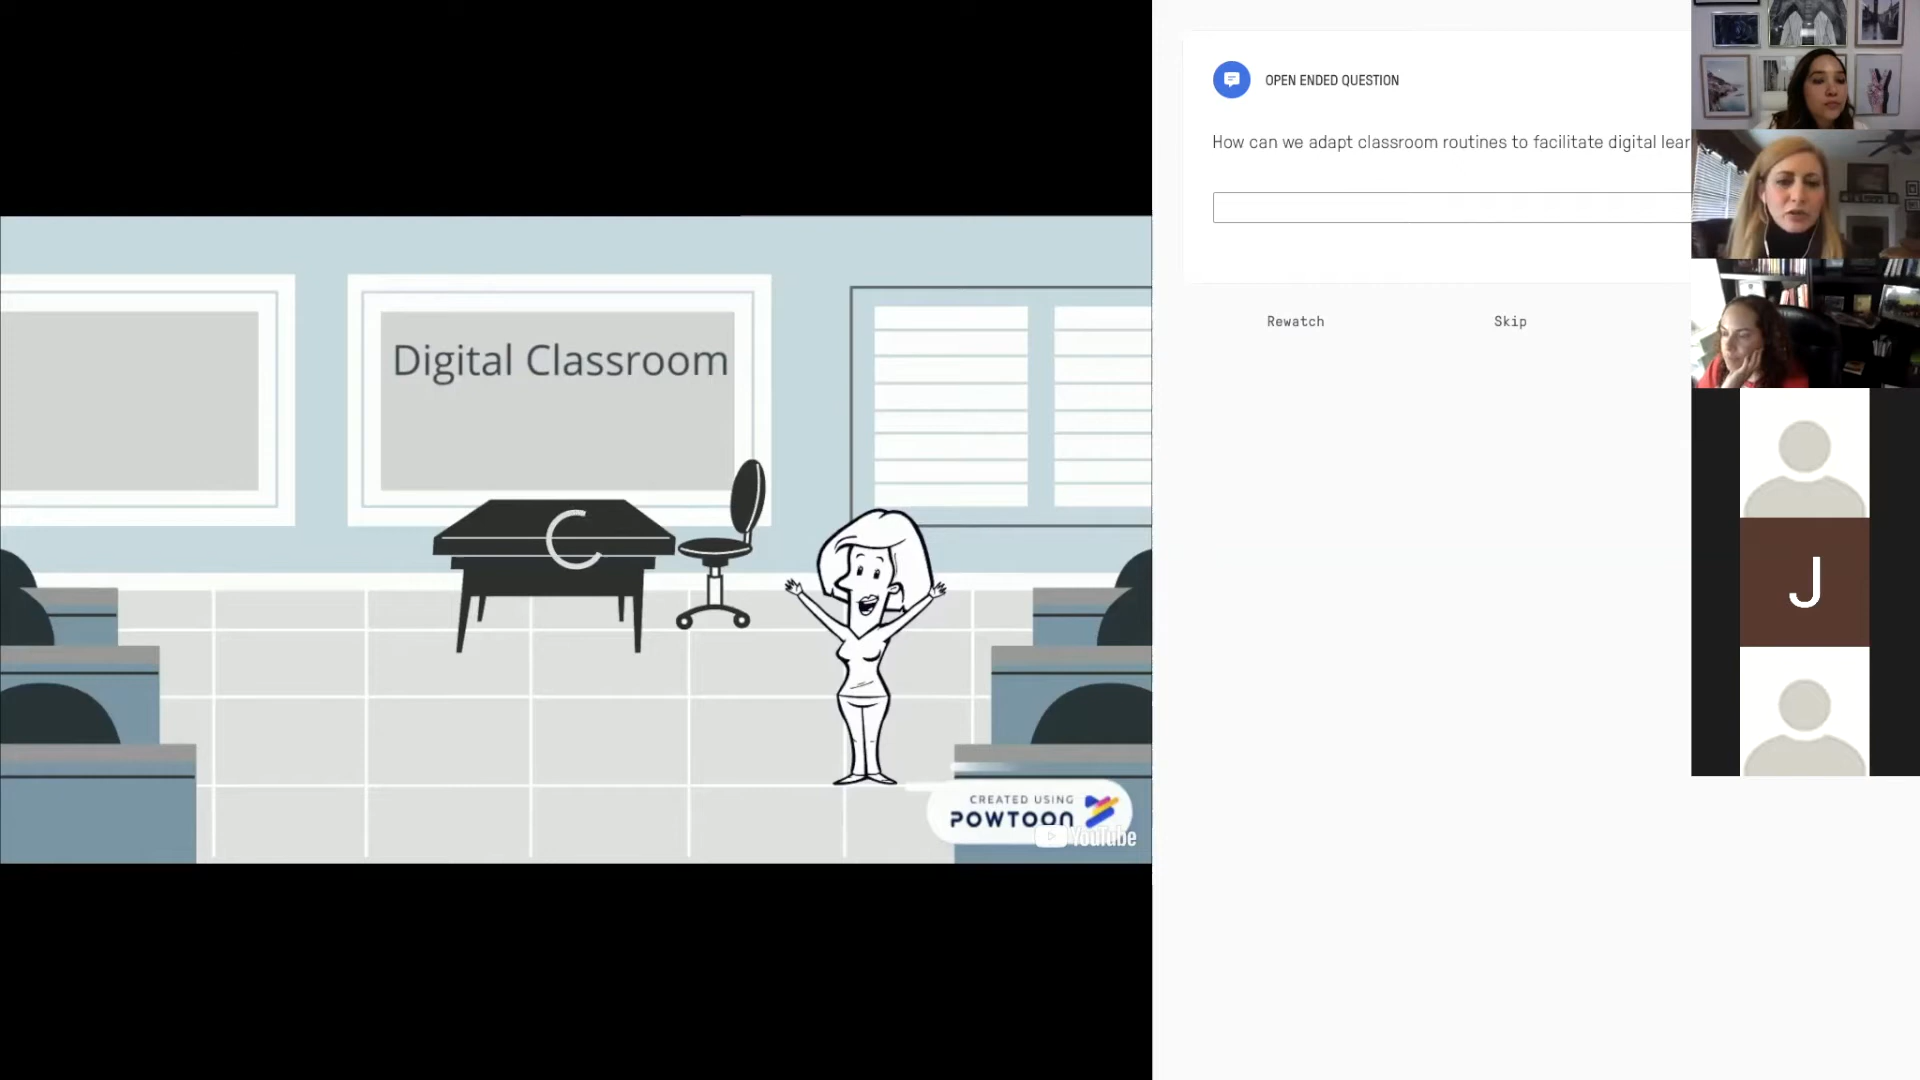 Digital Classroom
CREATED USING
POWTOON
YouTube
OPEN ENDED QUESTION
How can we adapt classroom routines to facilitate digital lear
Rewatch
Skip
J